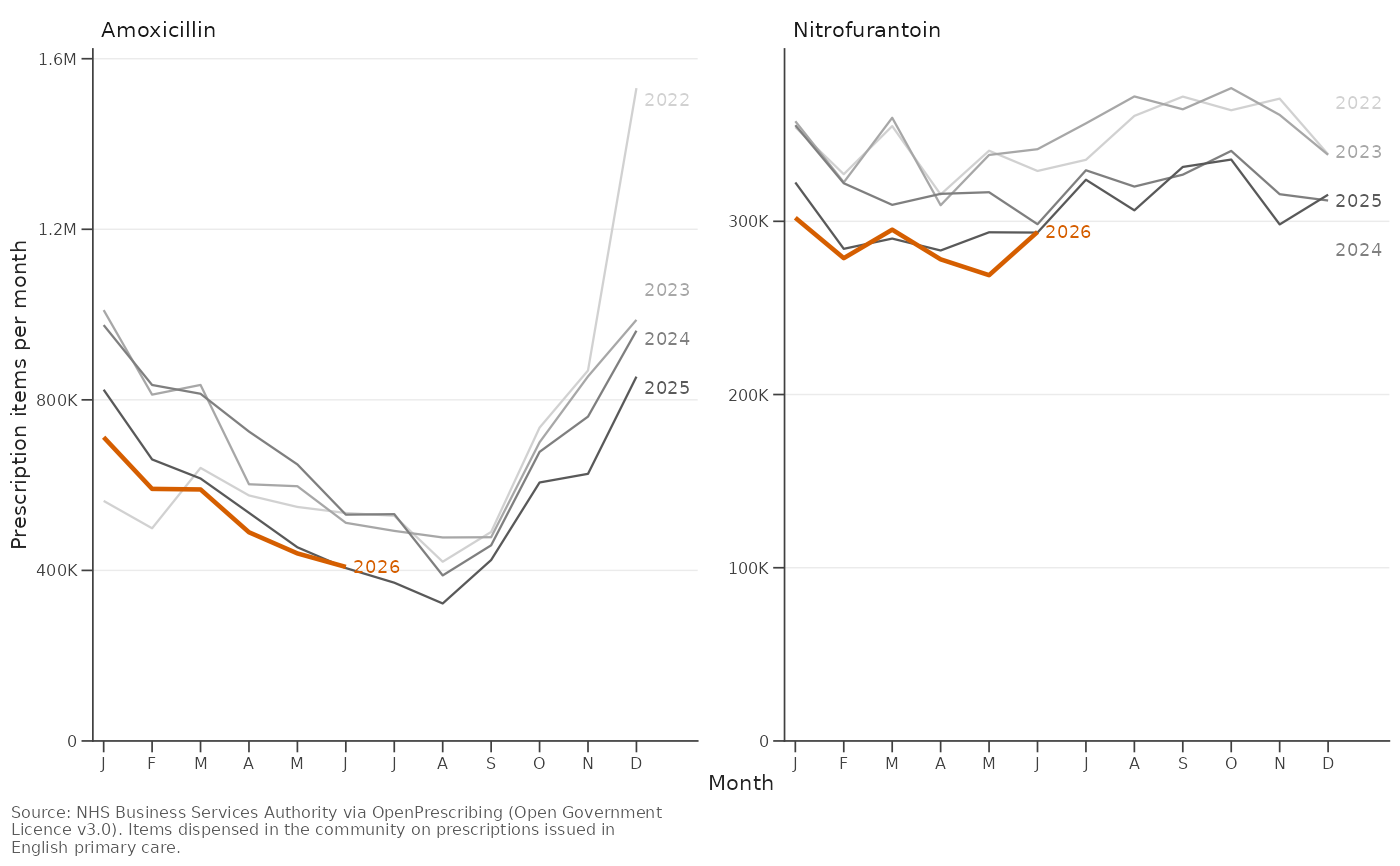 Amoxicillin
Nitrofurantoin
Prescription items per month
1.6M
1.2M
800K
400K
0
2022
2023
2024
2025
2026
J F M A M J J A S O N D
300K
200K
100K
0
2022
2023
2025
2024
2026
J F M A M J J A S O N D
Month
Source: NHS Business Services Authority via OpenPrescribing (Open Government
Licence v3.0). Items dispensed in the community on prescriptions issued in
English primary care.